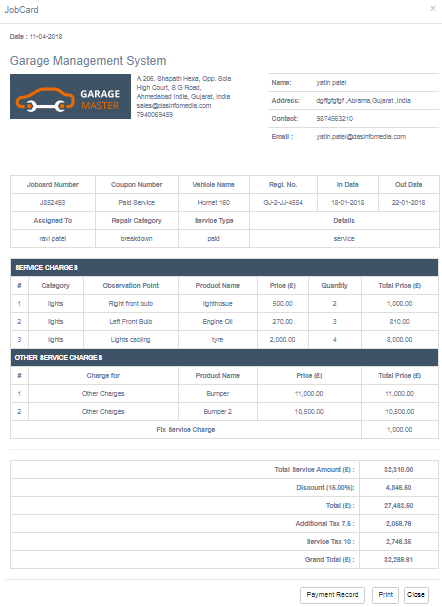 JobCard
×
Date : 11-04-2018
Garage Management System
GARAGE
MASTER
A 206, Shapath Hexa, Opp. Sola
High Court, S G Road,
Ahmedabad India, Gujarat, India
sales@dasinfomedia.com
7940069459
Name: yatin patel
Address: dgffgfgfgf ,Abrama,Gujarat ,India
Contact: 9874563210
Email : yatin.patel@dasinfomedia.com
Jobcard Number Coupon Number Vehicle Name Regi. No. In Date Out Date
J852493 Paid Service Hornet 160 GJ-2-JJ-4554 18-01-2018 22-01-2018
Assigned To Repair Category Service Type Details
ravi patel breakdown paid service
SERVICE CHARGES
# Category Observation Point Product Name Price (£) Quantity Total Price (£)
1 lights Right front bulb lighthosue 500.00 2 1,000.00
2 lights Left Front Bulb Engine Oil 270.00 3 810.00
3 lights Lights cabling tyre 2,000.00 4 8,000.00
OTHER SERVICE CHARGES
# Charge for Product Name Price (£) Total Price (£)
1 Other Charges Bumper 11,000.00 11,000.00
2 Other Charges Bumper 2 10,500.00 10,500.00
Fix Service Charge 1,000.00
Total Service Amount (£) : 32,310.00
Discount (15.00%): 4,846.50
Total (£) : 27,463.50
Additional Tax 7.5 : 2,059.76
Service Tax 10 : 2,746.35
Grand Total (£) : 32,269.61
Payment Record Print Close